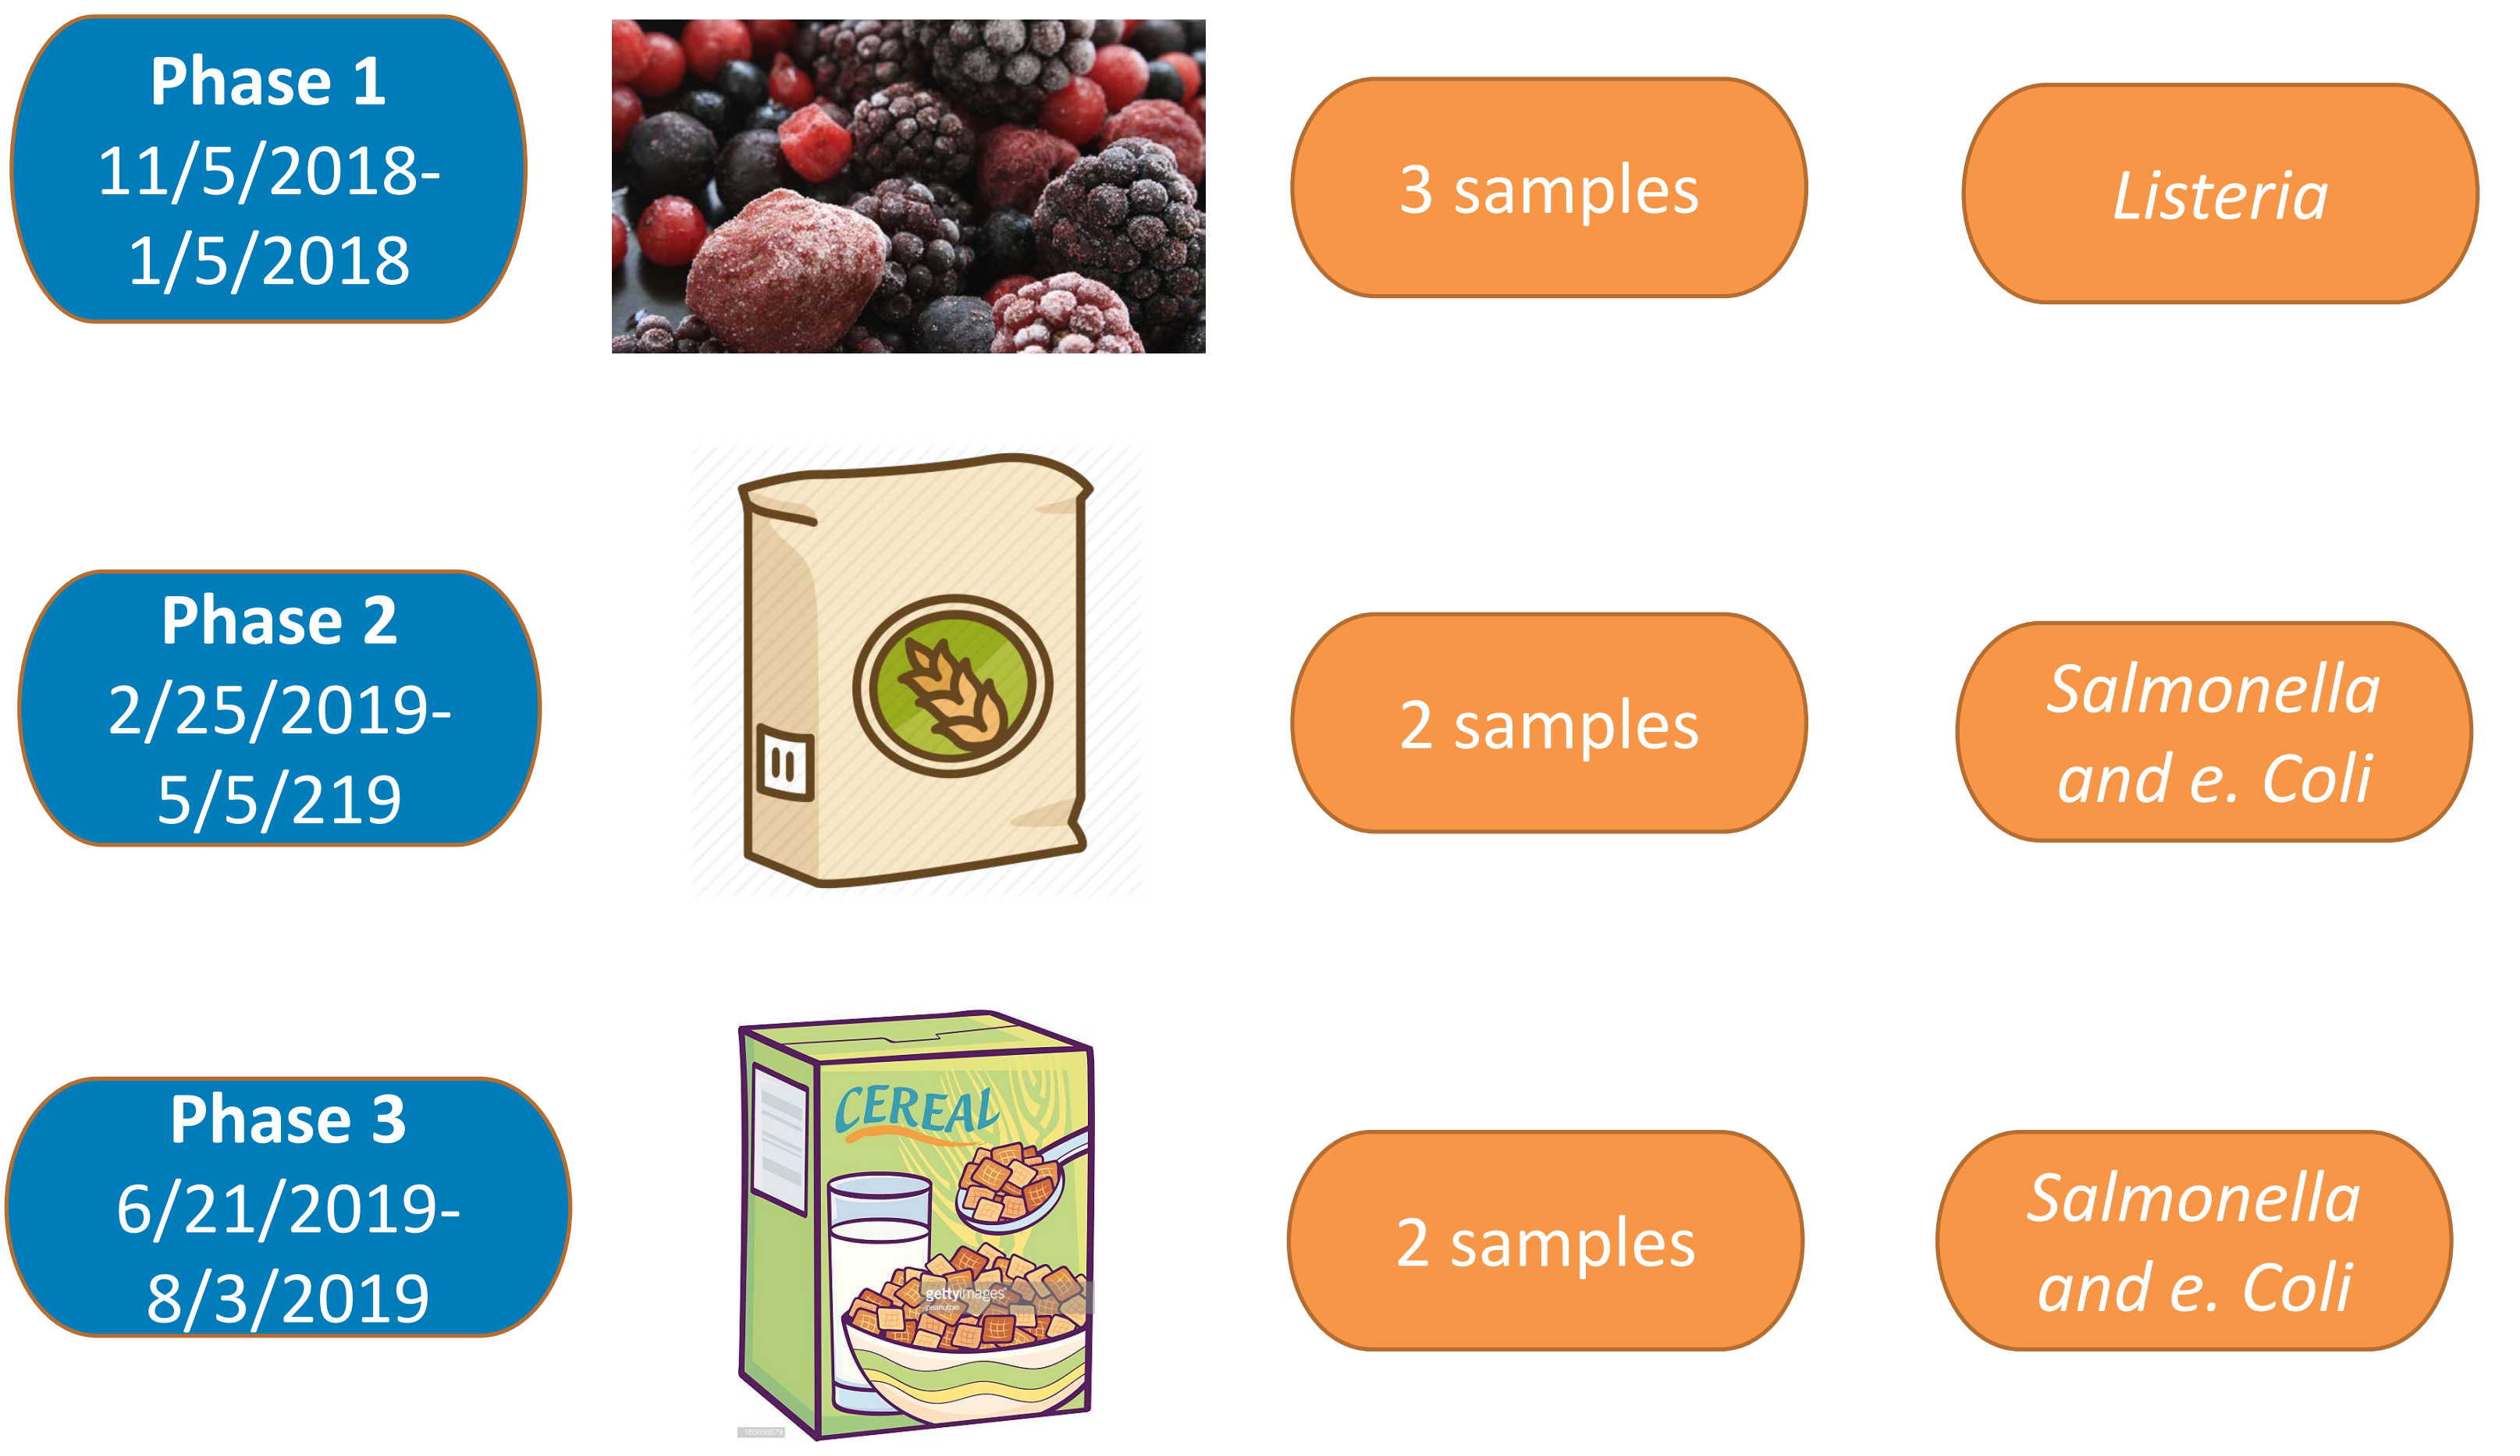 Phase 1
11/5/2018-
1/5/2018
3 samples
Listeria
Phase 2
2/25/2019-
5/5/219
2 samples
Salmonella
and e. Coli
Phase 3
6/21/2019-
8/3/2019
CEREAL
gettyimages
peanutpie
165658679
2 samples
Salmonella
and e. Coli